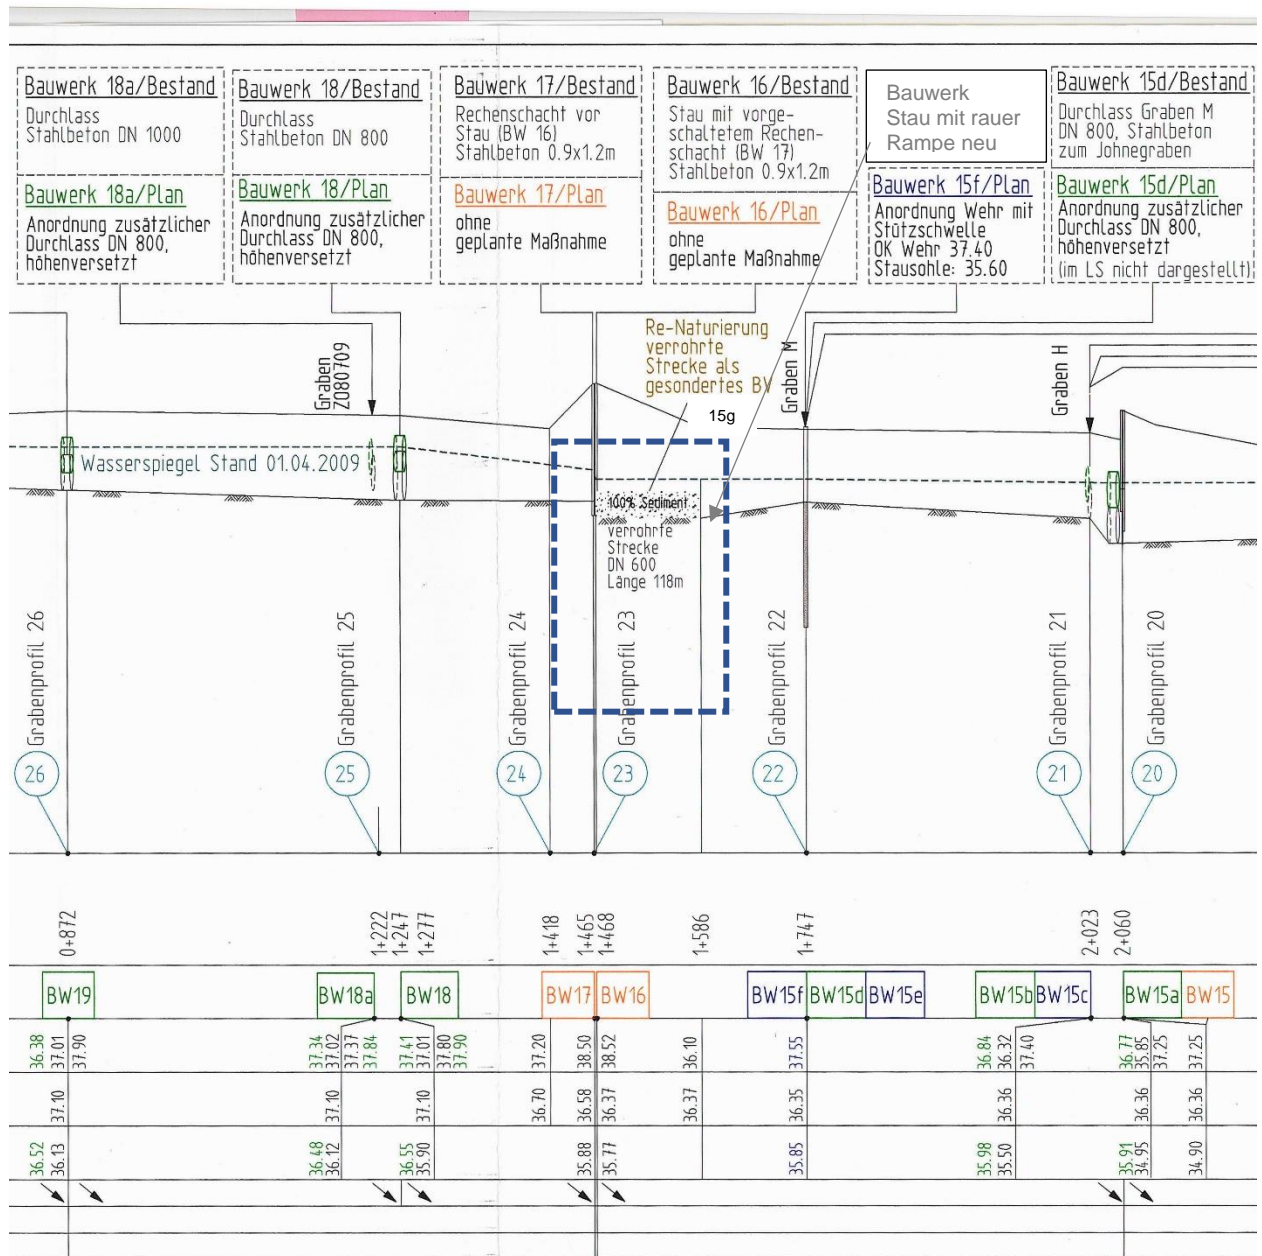 Bauwerk 18a/Bestand
Durchlass
Stahlbeton DN 1000
Bauwerk 18a/Plan
Anordnung zusätzlicher
Durchlass DN 800,
höhenversetzt
Bauwerk 18/Bestand
Durchlass
Stahlbeton DN 800
Bauwerk 18/Plan
Anordnung zusätzlicher
Durchlass DN 800,
höhenversetzt
Bauwerk 17/Bestand
Rechenschacht vor
Stau (BW 16)
Stahlbeton 0.9x1.2m
Bauwerk 17/Plan
ohne
geplante Maßnahme
Bauwerk 16/Bestand
Stau mit vorge-
schaltetem Rechen-
schacht (BW 17)
Stahlbeton 0.9x1.2m
Bauwerk 16/Plan
ohne
geplante Maßnahme
Bauwerk
Stau mit rauer
Rampe neu
Bauwerk 15f/Plan
Anordnung Wehr mit
Stützschwelle
OK Wehr 37.40
Stausohle: 35.60
Bauwerk 15d/Bestand
Durchlass Graben M
DN 800, Stahlbeton
zum Johnegraben
Bauwerk 15d/Plan
Anordnung zusätzlicher
Durchlass DN 800,
höhenversetzt
(im LS nicht dargestellt)
Graben
Z080709
Re-Naturierung
verrohrte
Strecke als
gesondertes BV
15g
Graben M
Graben H
Wasserspiegel Stand 01.04.2009
100% Sediment
verrohrte
Strecke
DN 600
Länge 118m
Grabenprofil 26
Grabenprofil 25
Grabenprofil 24
Grabenprofil 23
Grabenprofil 22
Grabenprofil 21
Grabenprofil 20
26
25
24
23
22
21
20
0+872
1+222
1+247
1+277
1+418
1+465
1+468
1+586
1+747
2+023
2+060
BW19
BW18a
BW18
BW17
BW16
BW15f
BW15d
BW15e
BW15b
BW15c
BW15a
BW15
36.38
37.01
37.90
37.34
37.02
37.37
37.84
37.41
37.01
37.80
37.90
37.20
38.50
38.52
36.10
37.55
36.84
36.32
37.40
36.77
35.85
37.25
37.25
37.10
37.10
37.10
36.70
36.58
36.37
36.37
36.35
36.36
36.36
36.36
36.52
36.13
36.48
36.12
36.55
35.90
35.88
35.77
35.85
35.98
35.50
35.91
34.95
34.90